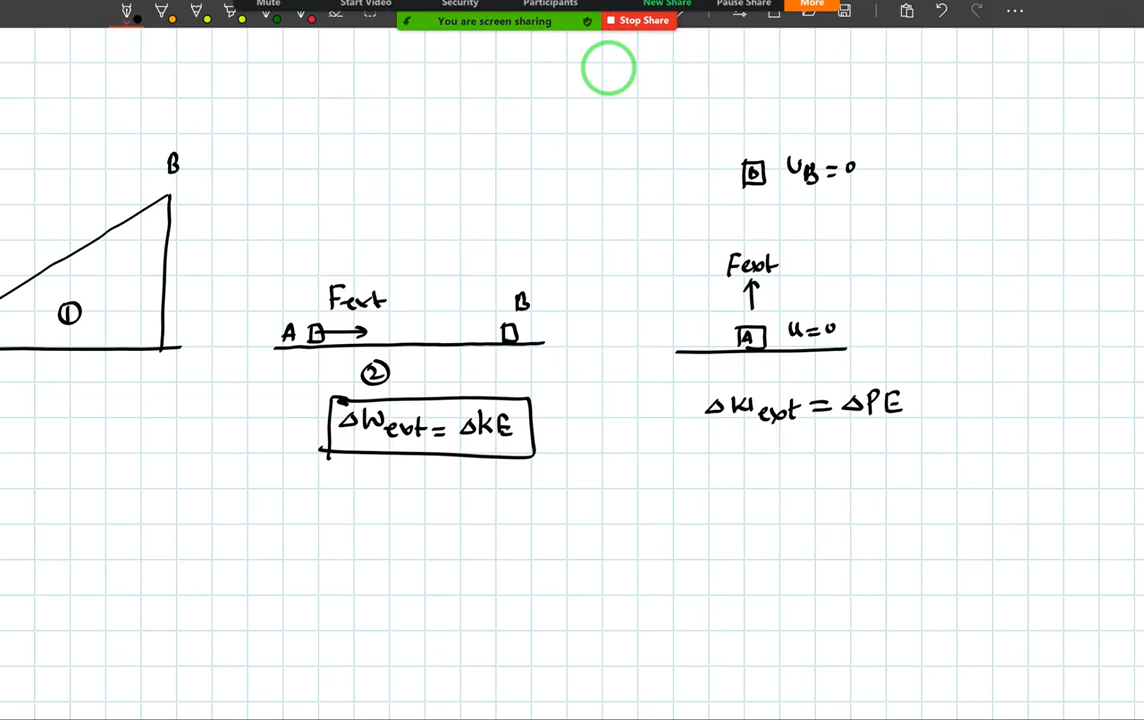 Mute Start Video Security Participants New Share Pause Share More
You are screen sharing Stop Share
B
①
A Fext B
②
ΔWext = ΔKE
B UB = 0
Fext
A u=0
ΔWext = ΔPE